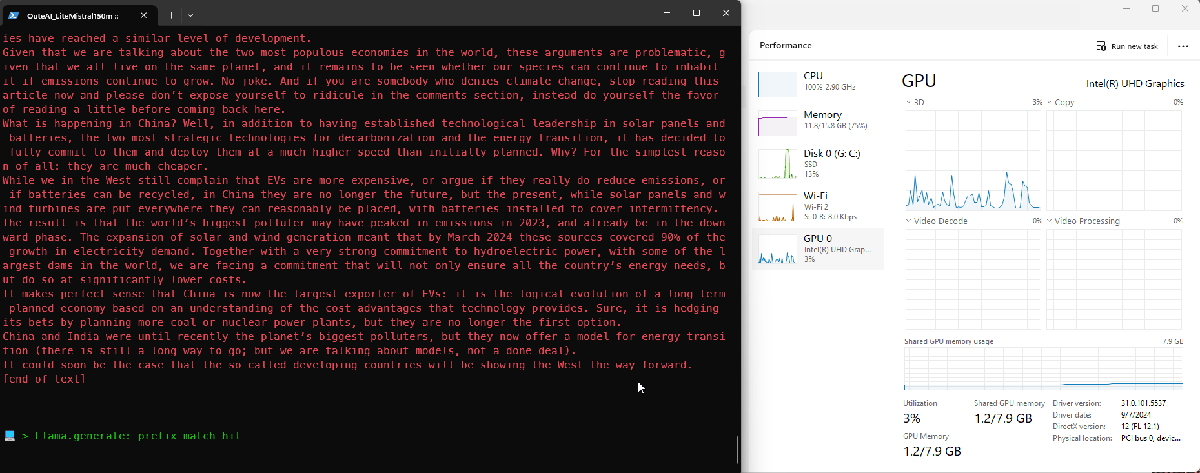 OuteAI_LiteMistral150m ::
ies have reached a similar level of development.
Given that we are talking about the two most populous economies in the world, these arguments are problematic, g
iven that we all live on the same planet, and it remains to be seen whether our species can continue to inhabit
it if emissions continue to grow. No joke. And if you are somebody who denies climate change, stop reading this
article now and please don't expose yourself to ridicule in the comments section, instead do yourself the favor
of reading a little before coming back here.
What is happening in China? Well, in addition to having established technological leadership in solar panels and
batteries, the two most strategic technologies for decarbonization and the energy transition, it has decided to
fully commit to them and deploy them at a much higher speed than initially planned. Why? For the simplest reaso
n of all: they are much cheaper.
While we in the West still complain that EVs are more expensive, or argue if they really do reduce emissions, or
if batteries can be recycled, in China they are no longer the future, but the present, while solar panels and w
ind turbines are put everywhere they can reasonably be placed, with batteries installed to cover intermittency.
The result is that the world's biggest polluter may have peaked in emissions in 2023, and already be in the down
ward phase. The expansion of solar and wind generation meant that by March 2024 these sources covered 90% of the
growth in electricity demand. Together with a very strong commitment to hydroelectric power, with some of the l
argest dams in the world, we are facing a commitment that will not only ensure all the country's energy needs, b
ut do so at significantly lower costs.
It makes perfect sense that China is now the largest exporter of EVs: it is the logical evolution of a long term
planned economy based on an understanding of the cost advantages that technology provides. Sure, it is hedging
its bets by planning more coal or nuclear power plants, but they are no longer the first option.
China and India were until recently the planet's biggest polluters, but they now offer a model for energy transi
tion (there is still a long way to go; but we are talking about models, not a done deal).
It could soon be the case that the so called developing countries will be showing the West the way forward.
[end of text]
> Llama.generate: prefix match hit
Performance
Run new task
CPU
100% 2.90 GHz
Memory
11.8/15.8 GB (75%)
Disk 0 (G: C:)
SSD
15%
Wi-Fi
Wi-Fi 2
S: 0 R: 8.0 Kbps
GPU 0
Intel(R) UHD Grap...
3%
GPU
Intel(R) UHD Graphics
3D
3%
Copy
0%
Video Decode
0%
Video Processing
0%
Shared GPU memory usage
7.9 GB
Utilization
3%
Shared GPU memory
1.2/7.9 GB
GPU Memory
1.2/7.9 GB
Driver version:
31.0.101.5537
Driver date:
9/7/2024
DirectX version:
12 (FL 12.1)
Physical location:
PCI bus 0, devic...